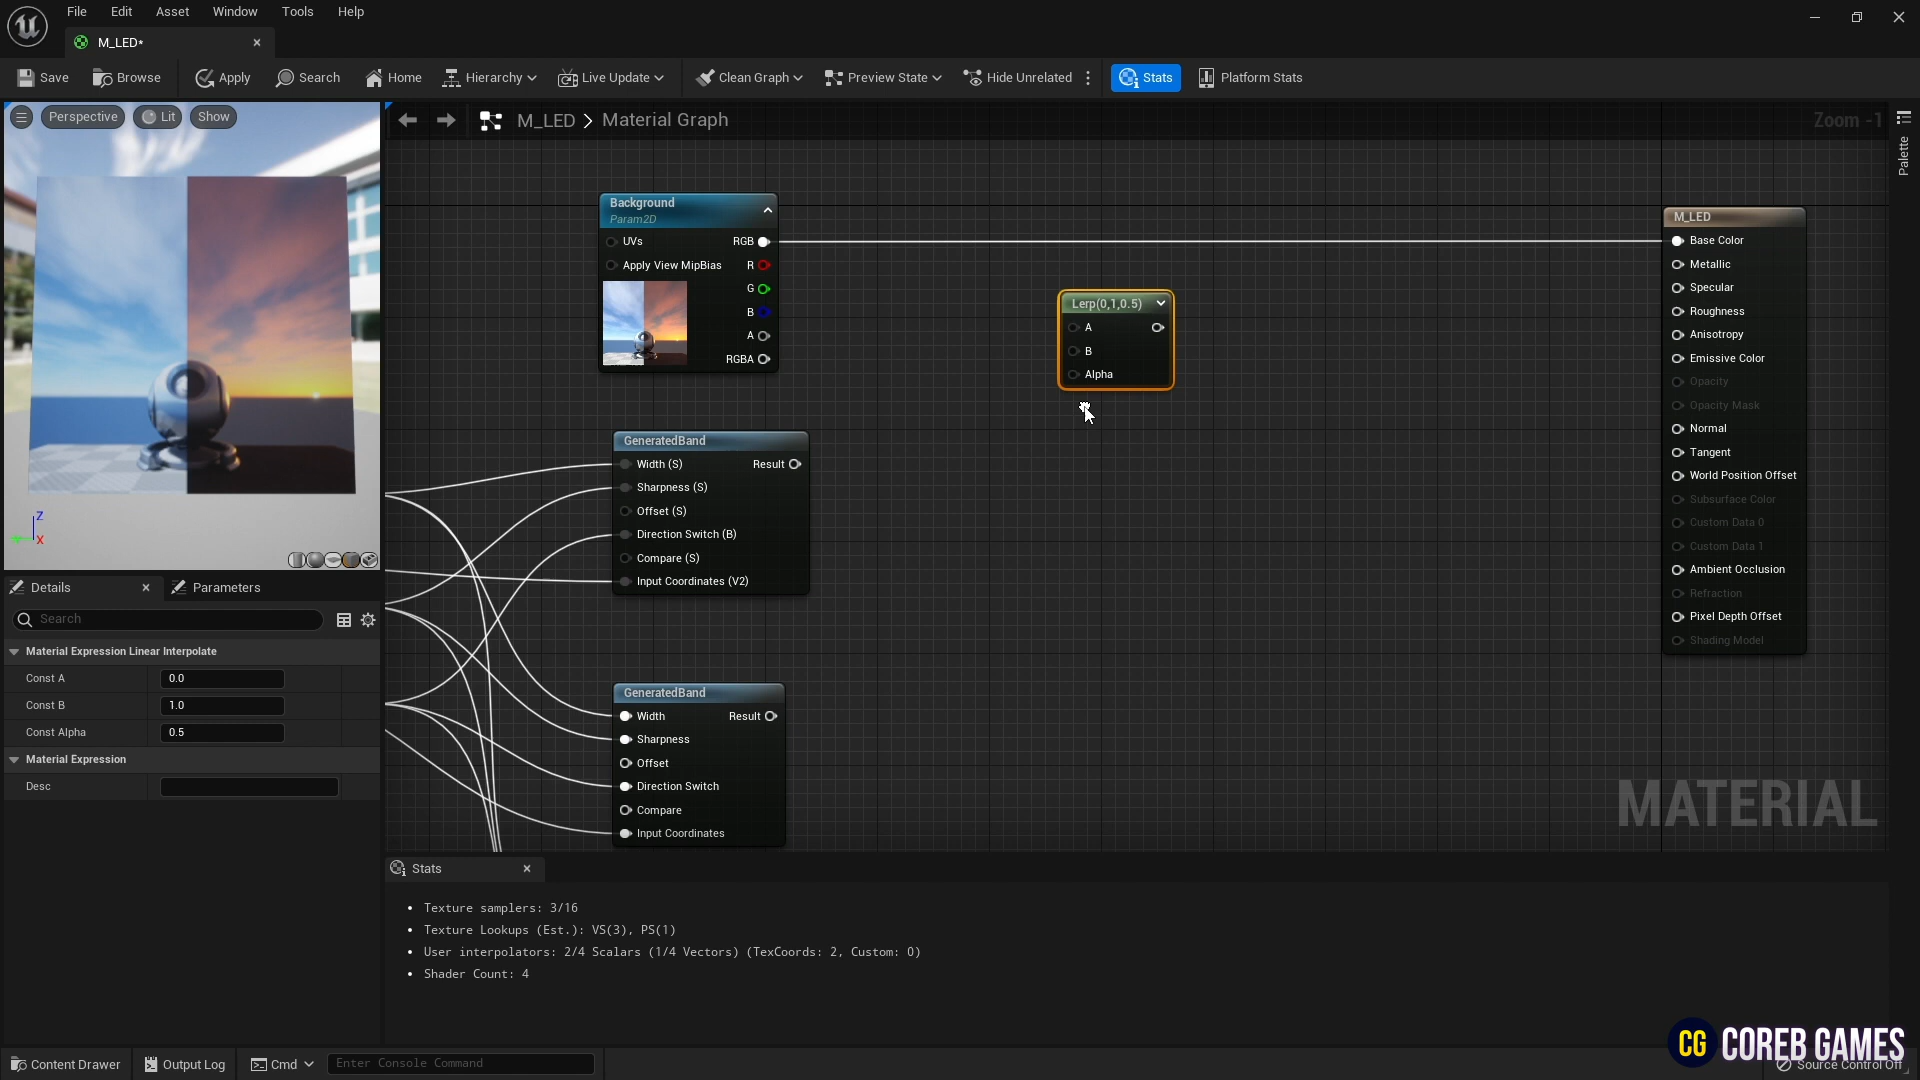 File Edit Asset Window Tools Help
M_LED*
Save Browse Apply Search Home Hierarchy Live Update Clean Graph Preview State Hide Unrelated Stats Platform Stats
Perspective Lit Show
M_LED > Material Graph
Zoom -1
Palette
Background
Param2D
UVs RGB
Apply View MipBias R
G
B
A
RGBA
Lerp(0,1,0.5)
A
B
Alpha
M_LED
Base Color
Metallic
Specular
Roughness
Anisotropy
Emissive Color
Opacity
Opacity Mask
Normal
Tangent
World Position Offset
Subsurface Color
Custom Data 0
Custom Data 1
Ambient Occlusion
Refraction
Pixel Depth Offset
Shading Model
GeneratedBand
Width (S) Result
Sharpness (S)
Offset (S)
Direction Switch (B)
Compare (S)
Input Coordinates (V2)
GeneratedBand
Width Result
Sharpness
Offset
Direction Switch
Compare
Input Coordinates
MATERIAL
Z
X
Details Parameters
Search
Material Expression Linear Interpolate
Const A 0.0
Const B 1.0
Const Alpha 0.5
Material Expression
Desc
Stats
• Texture samplers: 3/16
• Texture Lookups (Est.): VS(3), PS(1)
• User interpolators: 2/4 Scalars (1/4 Vectors) (TexCoords: 2, Custom: 0)
• Shader Count: 4
CG COREB GAMES
Content Drawer Output Log Cmd Enter Console Command Source Control Off